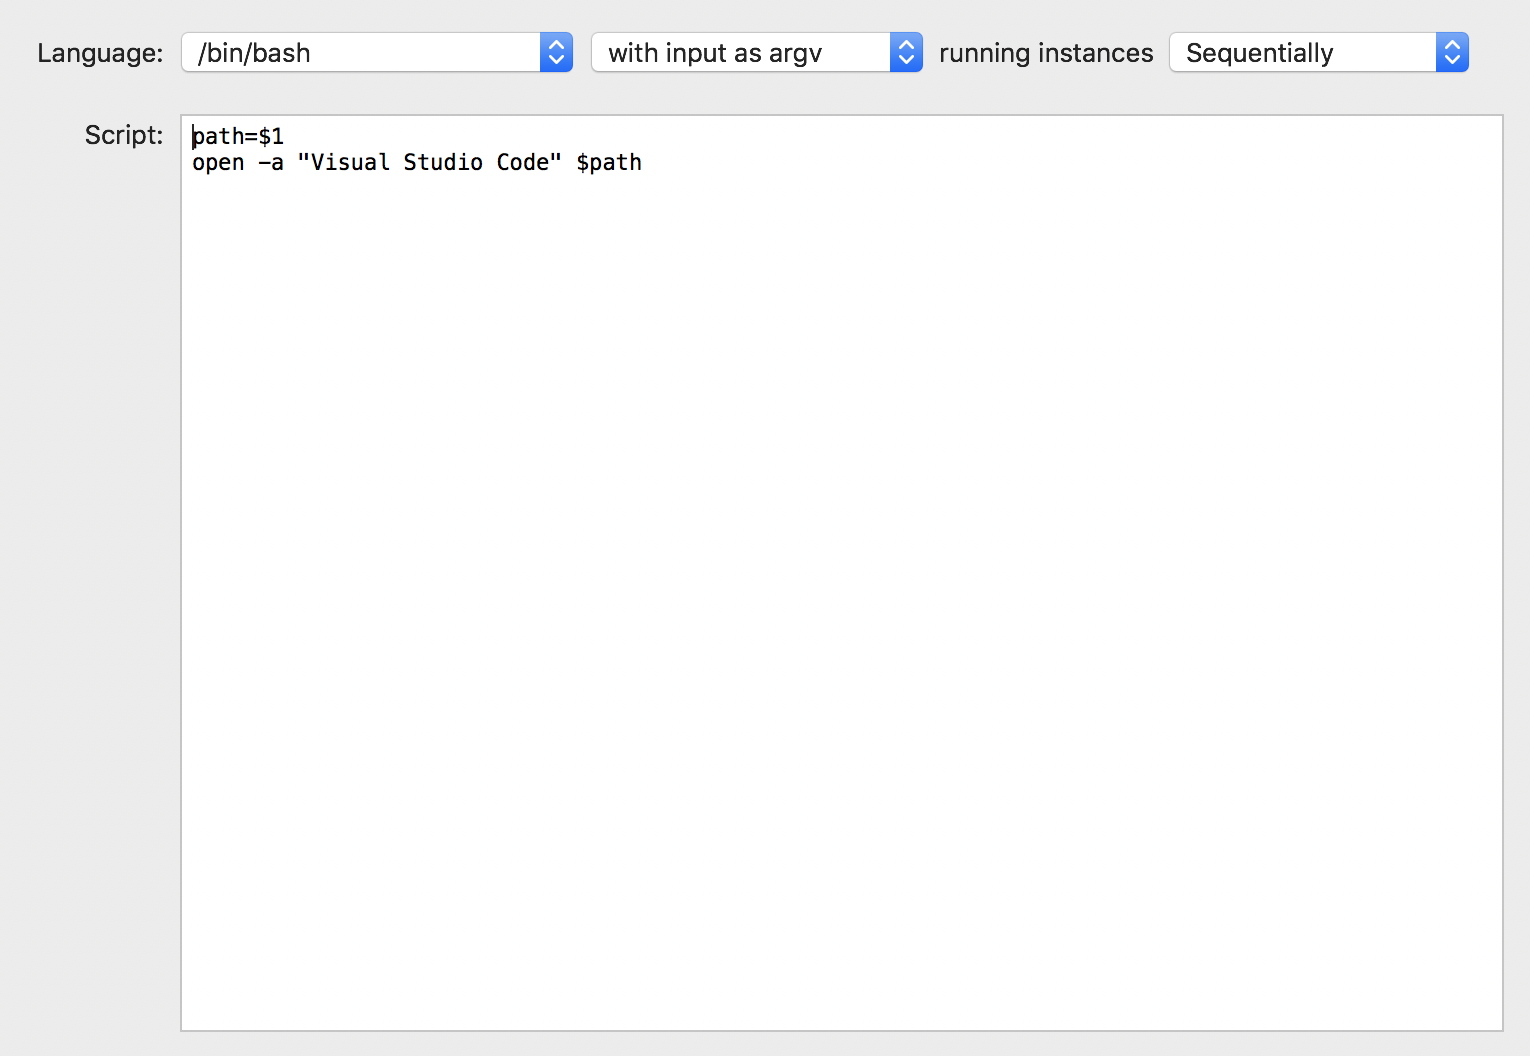 Language: /bin/bash with input as argv running instances Sequentially
Script: path=$1
open -a "Visual Studio Code" $path